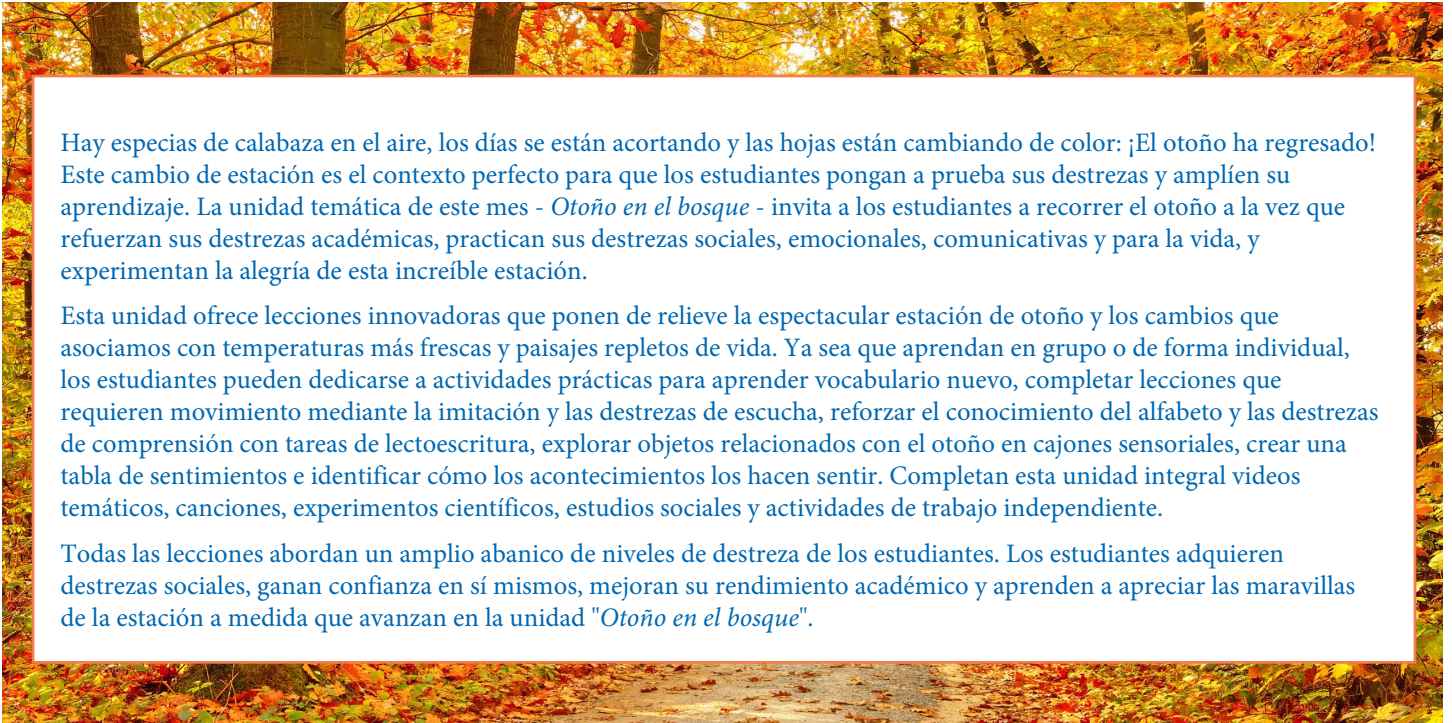 Hay especias de calabaza en el aire, los días se están acortando y las hojas están cambiando de color: ¡El otoño ha regresado!
Este cambio de estación es el contexto perfecto para que los estudiantes pongan a prueba sus destrezas y amplíen su
aprendizaje. La unidad temática de este mes - Otoño en el bosque - invita a los estudiantes a recorrer el otoño a la vez que
refuerzan sus destrezas académicas, practican sus destrezas sociales, emocionales, comunicativas y para la vida, y
experimentan la alegría de esta increíble estación.
Esta unidad ofrece lecciones innovadoras que ponen de relieve la espectacular estación de otoño y los cambios que
asociamos con temperaturas más frescas y paisajes repletos de vida. Ya sea que aprendan en grupo o de forma individual,
los estudiantes pueden dedicarse a actividades prácticas para aprender vocabulario nuevo, completar lecciones que
requieren movimiento mediante la imitación y las destrezas de escucha, reforzar el conocimiento del alfabeto y las destrezas
de comprensión con tareas de lectoescritura, explorar objetos relacionados con el otoño en cajones sensoriales, crear una
tabla de sentimientos e identificar cómo los acontecimientos los hacen sentir. Completan esta unidad integral videos
temáticos, canciones, experimentos científicos, estudios sociales y actividades de trabajo independiente.
Todas las lecciones abordan un amplio abanico de niveles de destreza de los estudiantes. Los estudiantes adquieren
destrezas sociales, ganan confianza en sí mismos, mejoran su rendimiento académico y aprenden a apreciar las maravillas
de la estación a medida que avanzan en la unidad "Otoño en el bosque".